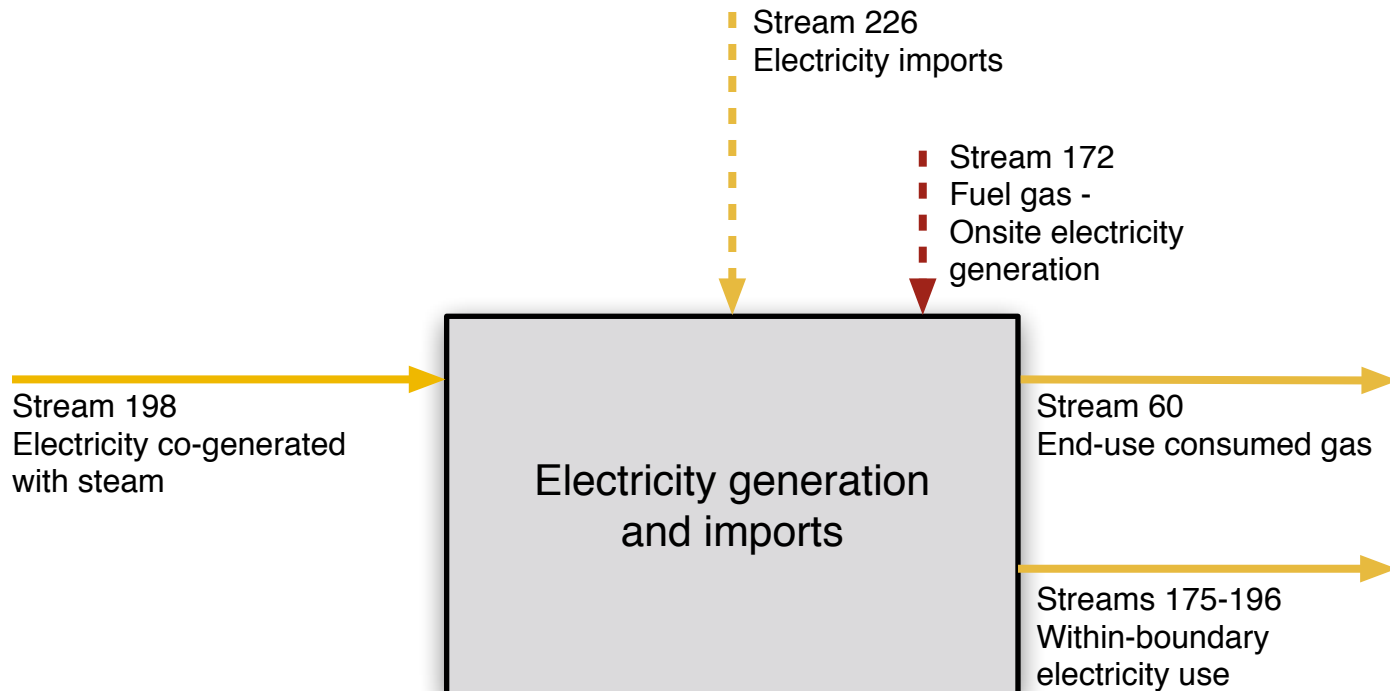 Stream 226
Electricity imports
Stream 172
Fuel gas -
Onsite electricity
generation
Stream 198
Electricity co-generated
with steam
Electricity generation
and imports
Stream 60
End-use consumed gas
Streams 175-196
Within-boundary
electricity use